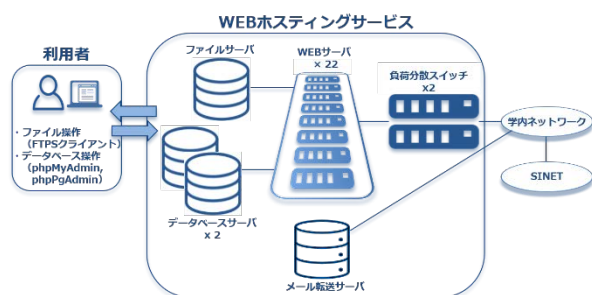 WEBホスティングサービス
利用者
・ファイル操作
(FTPSクライアント)
・データベース操作
(phpMyAdmin,
phpPgAdmin)
ファイルサーバ
データベースサーバ
x 2
WEBサーバ
× 22
負荷分散スイッチ
x2
メール転送サーバ
学内ネットワーク
SINET